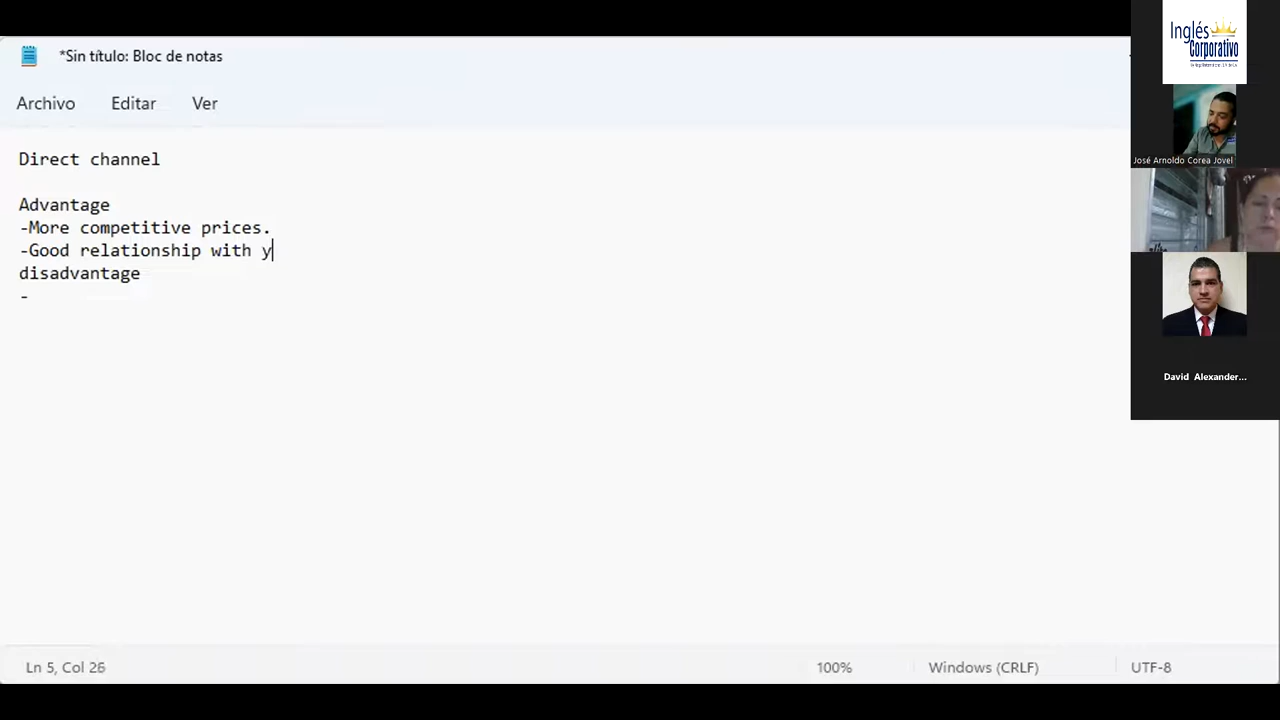 *Sin título: Bloc de notas
Archivo Editar Ver
Direct channel
Advantage
-More competitive prices.
-Good relationship with y
disadvantage
-
Ln 5, Col 26
100%
Windows (CRLF)
UTF-8
Inglés
Corporativo
José Arnoldo Corea Jovel
David Alexander...